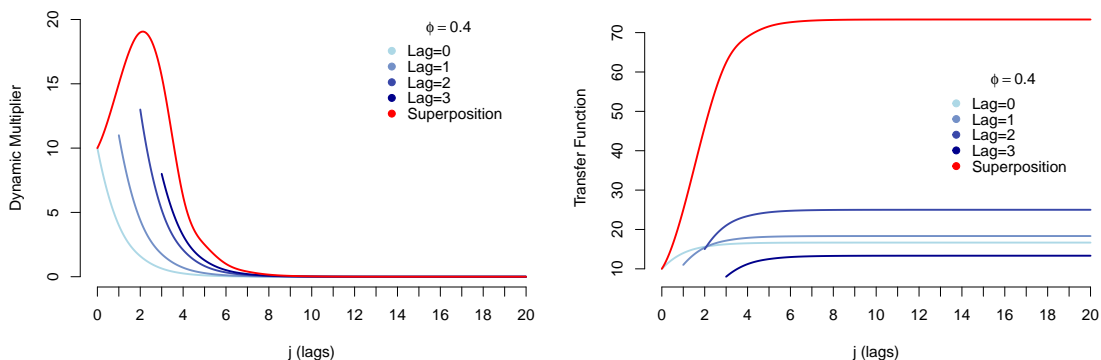 Dynamic Multiplier
20
15
10
5
0
ϕ = 0.4
Lag=0
Lag=1
Lag=2
Lag=3
Superposition
0 2 4 6 8 10 12 14 16 18 20
j (lags)
Transfer Function
70
60
50
40
30
20
10
ϕ = 0.4
Lag=0
Lag=1
Lag=2
Lag=3
Superposition
0 2 4 6 8 10 12 14 16 18 20
j (lags)